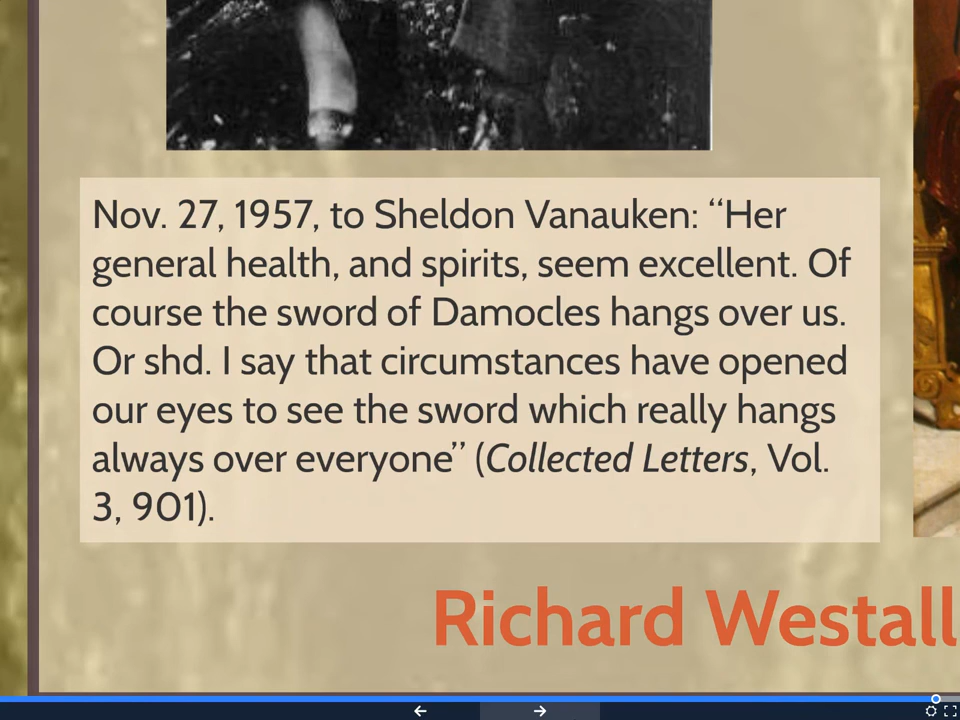 Nov. 27, 1957, to Sheldon Vanauken: “Her
general health, and spirits, seem excellent. Of
course the sword of Damocles hangs over us.
Or shd. I say that circumstances have opened
our eyes to see the sword which really hangs
always over everyone” (Collected Letters, Vol.
3, 901).
Richard Westall